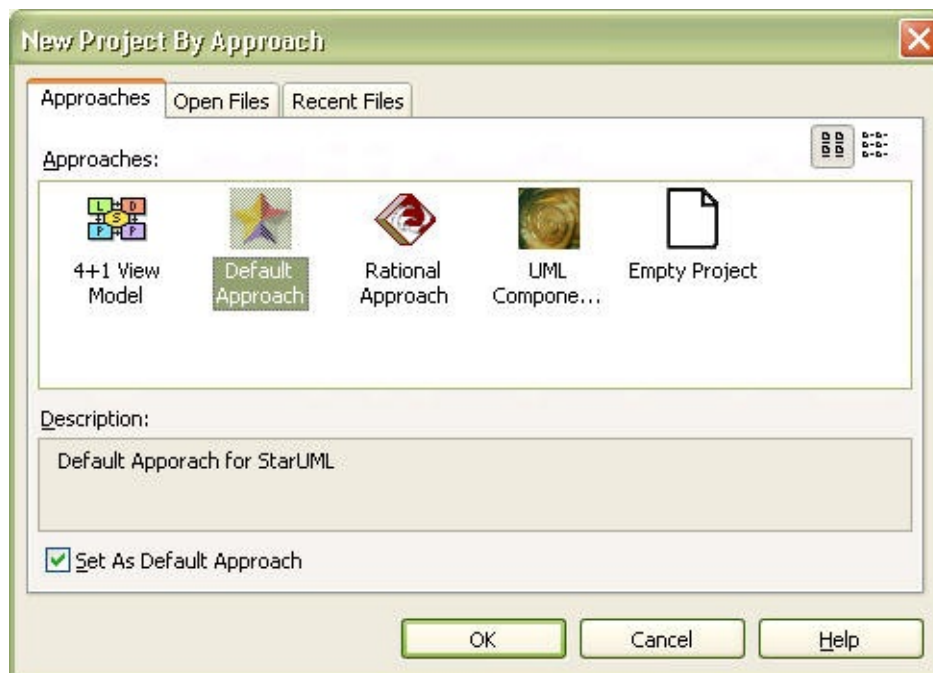 New Project By Approach
Approaches Open Files Recent Files
Approaches:
4+1 View Model
Default Approach
Rational Approach
UML Compone...
Empty Project
Description:
Default Apporach for StarUML
Set As Default Approach
OK Cancel Help